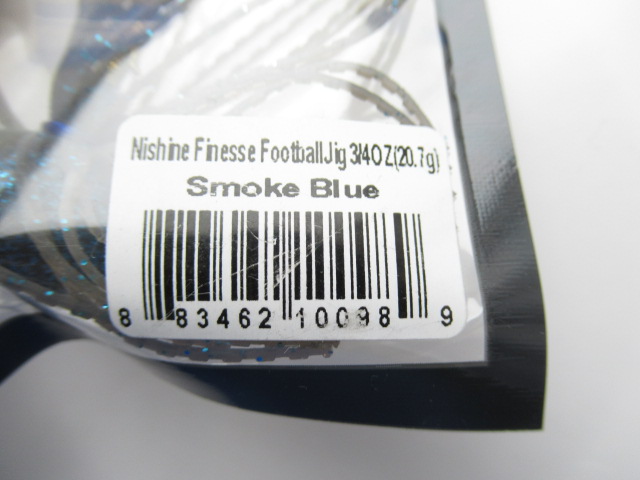 Nishine Finesse Football Jig 3/4OZ(20.7g)
Smoke Blue
8 83462 10098 9